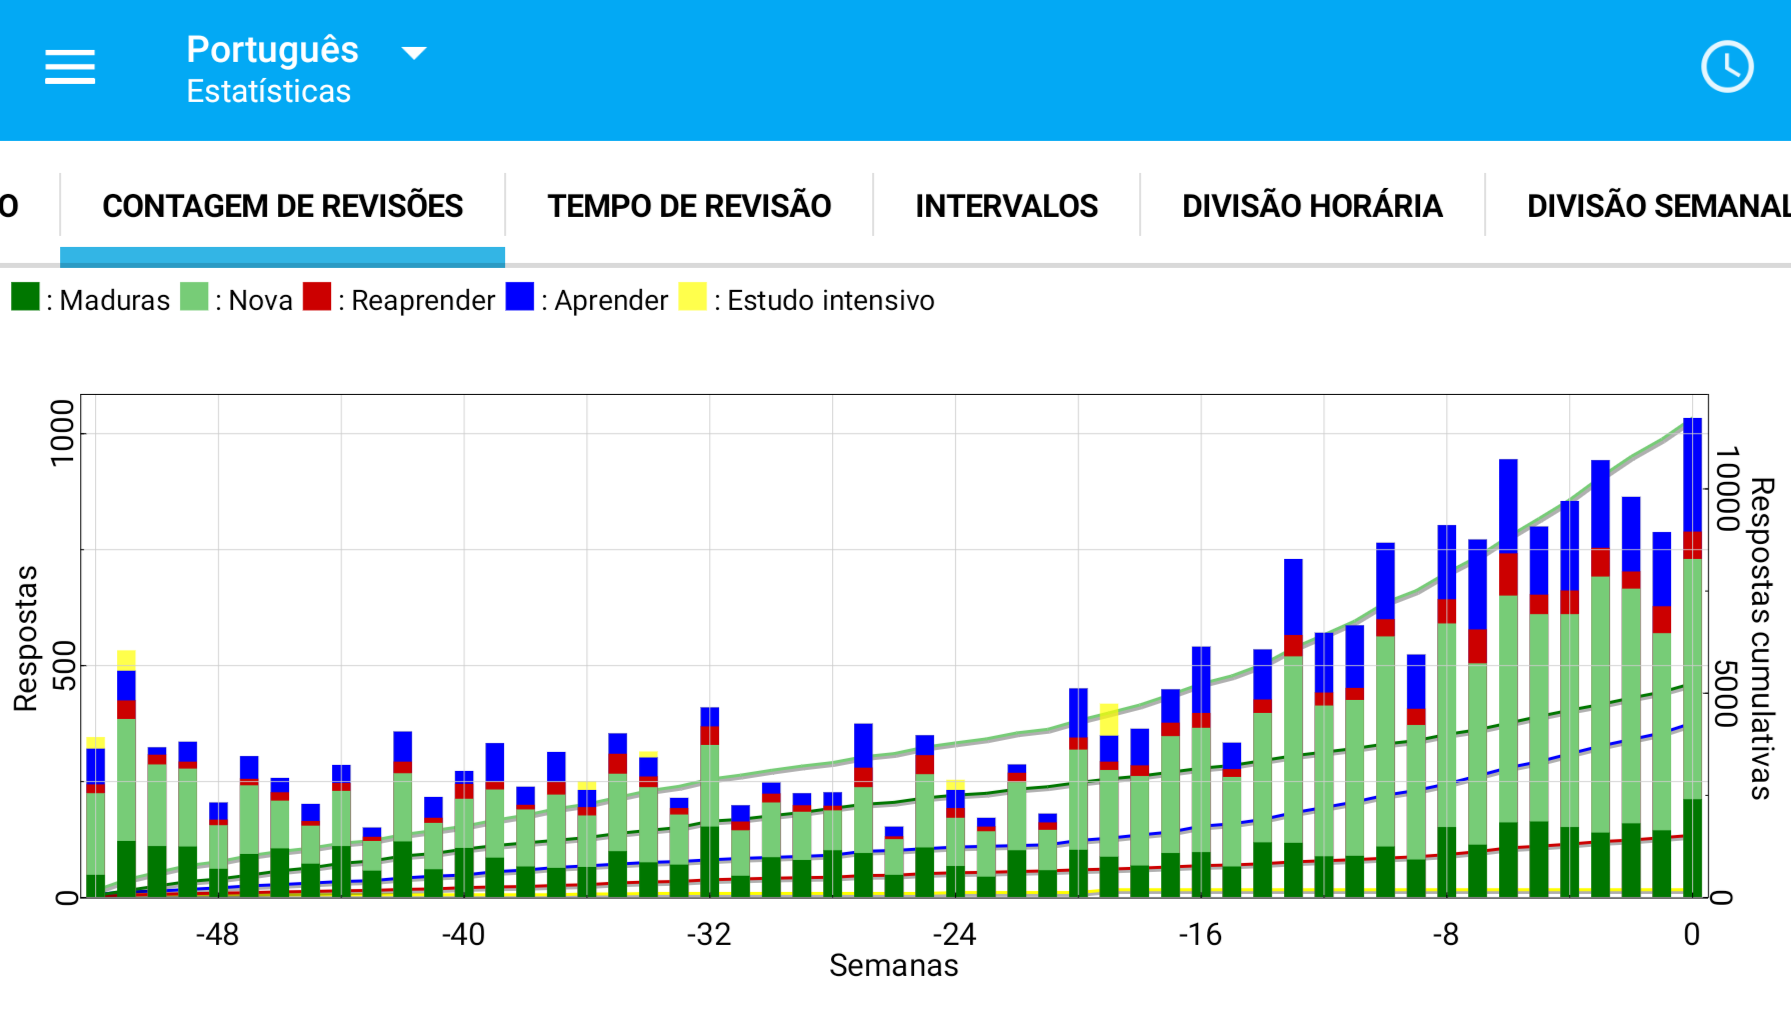 Português
Estatísticas
O
CONTAGEM DE REVISÕES
TEMPO DE REVISÃO
INTERVALOS
DIVISÃO HORÁRIA
DIVISÃO SEMANAL
: Maduras : Nova : Reaprender : Aprender : Estudo intensivo
Respostas
1000
500
0
Respostas cumulativas
10000
5000
0
-48 -40 -32 -24 -16 -8 0
Semanas